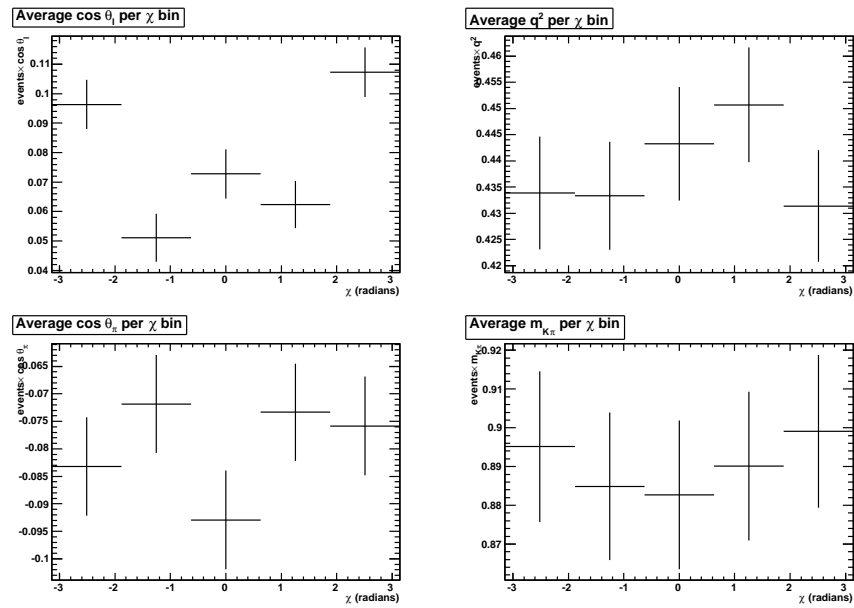 Average cos θ_l per χ bin
events× cos θ_l
0.11
0.1
0.09
0.08
0.07
0.06
0.05
0.04
-3 -2 -1 0 1 2 3
χ (radians)
Average q² per χ bin
events× q²
0.46
0.455
0.45
0.445
0.44
0.435
0.43
0.425
0.42
-3 -2 -1 0 1 2 3
χ (radians)
Average cos θ_π per χ bin
events× cos θ_π
-0.065
-0.07
-0.075
-0.08
-0.085
-0.09
-0.095
-0.1
-3 -2 -1 0 1 2 3
χ (radians)
Average m_Kπ per χ bin
events× m_Kπ
0.92
0.91
0.9
0.89
0.88
0.87
-3 -2 -1 0 1 2 3
χ (radians)